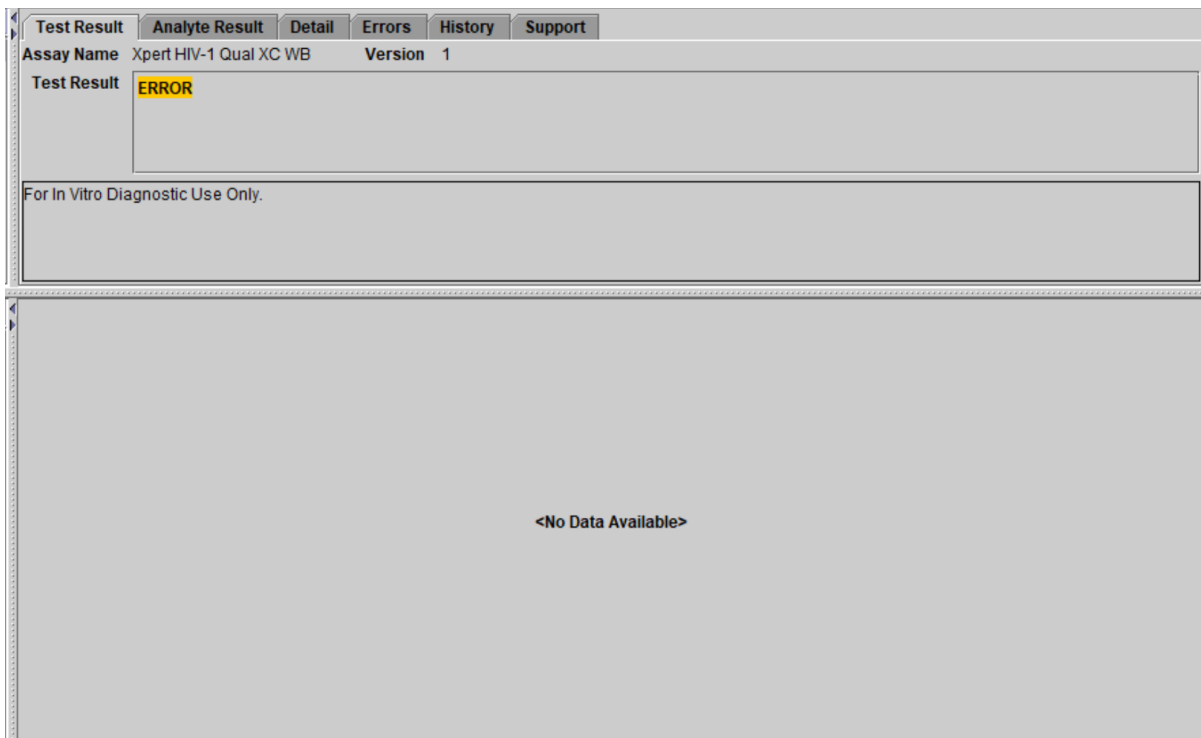 Test Result Analyte Result Detail Errors History Support
Assay Name Xpert HIV-1 Qual XC WB Version 1
Test Result ERROR
For In Vitro Diagnostic Use Only.
<No Data Available>